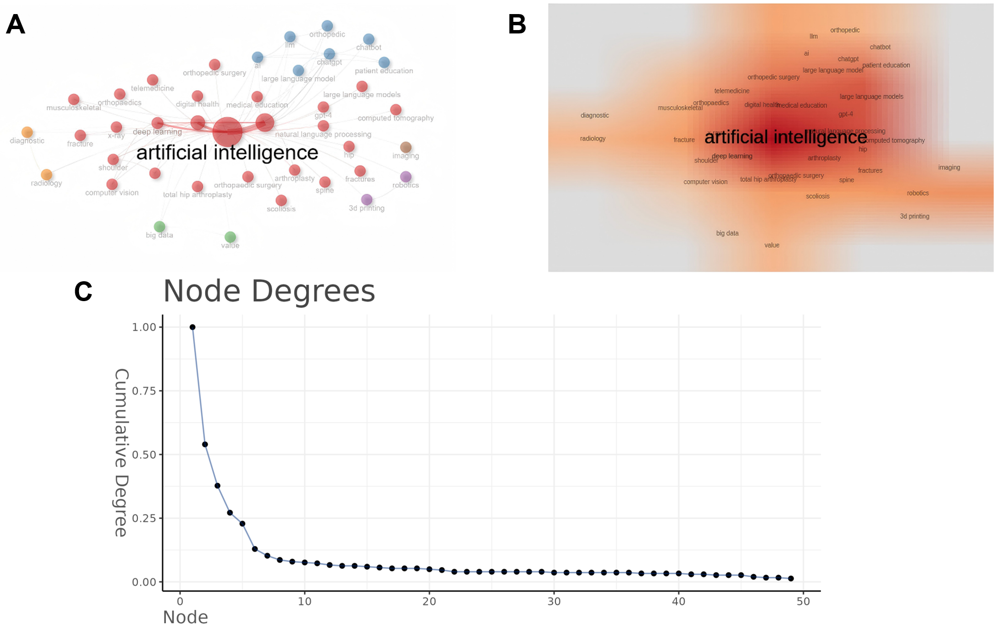 A
orthopedic
llm
chatbot
ai
chatgpt
patient education
orthopedic surgery
large language model
telemedicine
large language models
musculoskeletal
orthopaedics
digital health
medical education
gpt-4
computed tomography
deep learning
x-ray
natural language processing
diagnostic
fracture
artificial intelligence
hip
imaging
shoulder
radiology
computer vision
total hip arthroplasty
orthopaedic surgery
arthroplasty
fractures
spine
robotics
scoliosis
3d printing
big data
value
B
orthopedic
llm
chatbot
ai
chatgpt
patient education
large language model
orthopedic surgery
telemedicine
large language models
orthopaedics
digital health
medical education
musculoskeletal
diagnostic
gpt-4
x-ray
natural language processing
artificial intelligence
radiology
fracture
computed tomography
hip
deep learning
shoulder
arthroplasty
imaging
fractures
orthopaedic surgery
total hip arthroplasty
computer vision
spine
scoliosis
robotics
3d printing
big data
value
C
Node Degrees
Cumulative Degree
1.00
0.75
0.50
0.25
0.00
0 10 20 30 40 50
Node